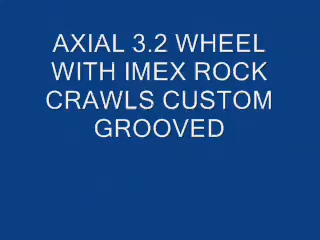 AXIAL 3.2 WHEEL
WITH IMEX ROCK
CRAWLS CUSTOM
GROOVED